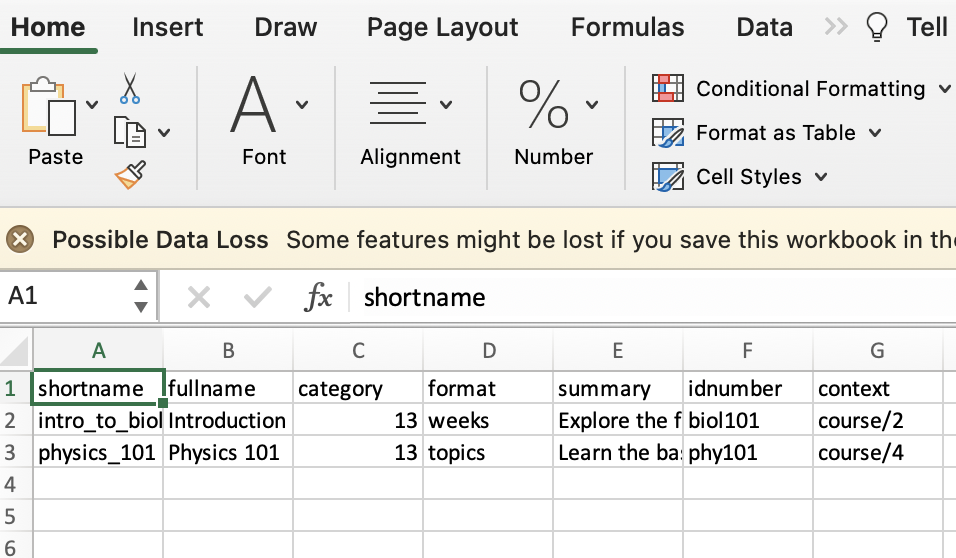 Home Insert Draw Page Layout Formulas Data >> Tell
Conditional Formatting
Format as Table
Cell Styles
Paste Font Alignment Number
Possible Data Loss Some features might be lost if you save this workbook in the
A1 fx shortname
A B C D E F G
1 shortname fullname category format summary idnumber context
2 intro_to_biol Introduction 13 weeks Explore the f biol101 course/2
3 physics_101 Physics 101 13 topics Learn the bas phy101 course/4
4
5
6